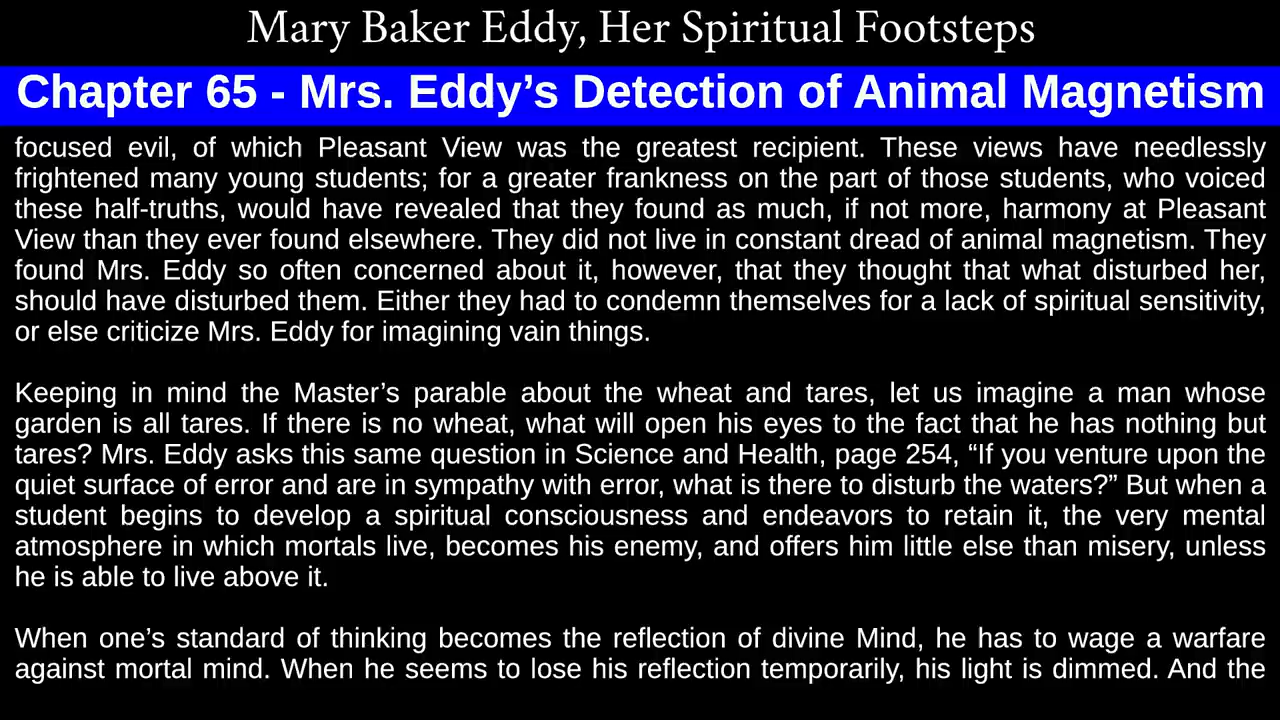 Mary Baker Eddy, Her Spiritual Footsteps
Chapter 65 - Mrs. Eddy’s Detection of Animal Magnetism
focused evil, of which Pleasant View was the greatest recipient. These views have needlessly
frightened many young students; for a greater frankness on the part of those students, who voiced
these half-truths, would have revealed that they found as much, if not more, harmony at Pleasant
View than they ever found elsewhere. They did not live in constant dread of animal magnetism. They
found Mrs. Eddy so often concerned about it, however, that they thought that what disturbed her,
should have disturbed them. Either they had to condemn themselves for a lack of spiritual sensitivity,
or else criticize Mrs. Eddy for imagining vain things.
Keeping in mind the Master’s parable about the wheat and tares, let us imagine a man whose
garden is all tares. If there is no wheat, what will open his eyes to the fact that he has nothing but
tares? Mrs. Eddy asks this same question in Science and Health, page 254, “If you venture upon the
quiet surface of error and are in sympathy with error, what is there to disturb the waters?” But when a
student begins to develop a spiritual consciousness and endeavors to retain it, the very mental
atmosphere in which mortals live, becomes his enemy, and offers him little else than misery, unless
he is able to live above it.
When one’s standard of thinking becomes the reflection of divine Mind, he has to wage a warfare
against mortal mind. When he seems to lose his reflection temporarily, his light is dimmed. And the